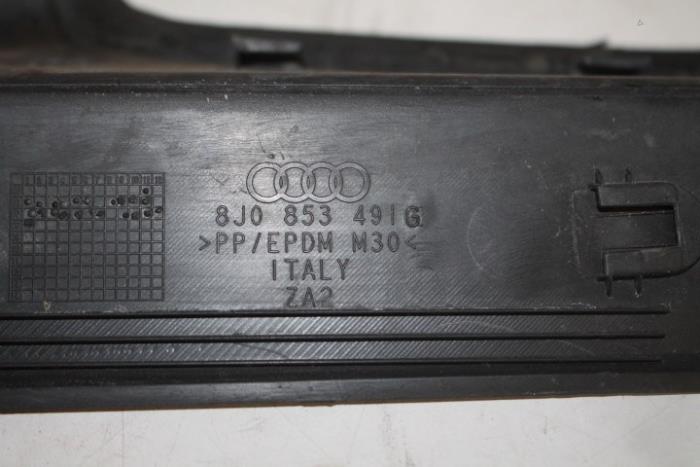 8J0 853 491G
>PP/EPDM M30<
ITALY
ZA2